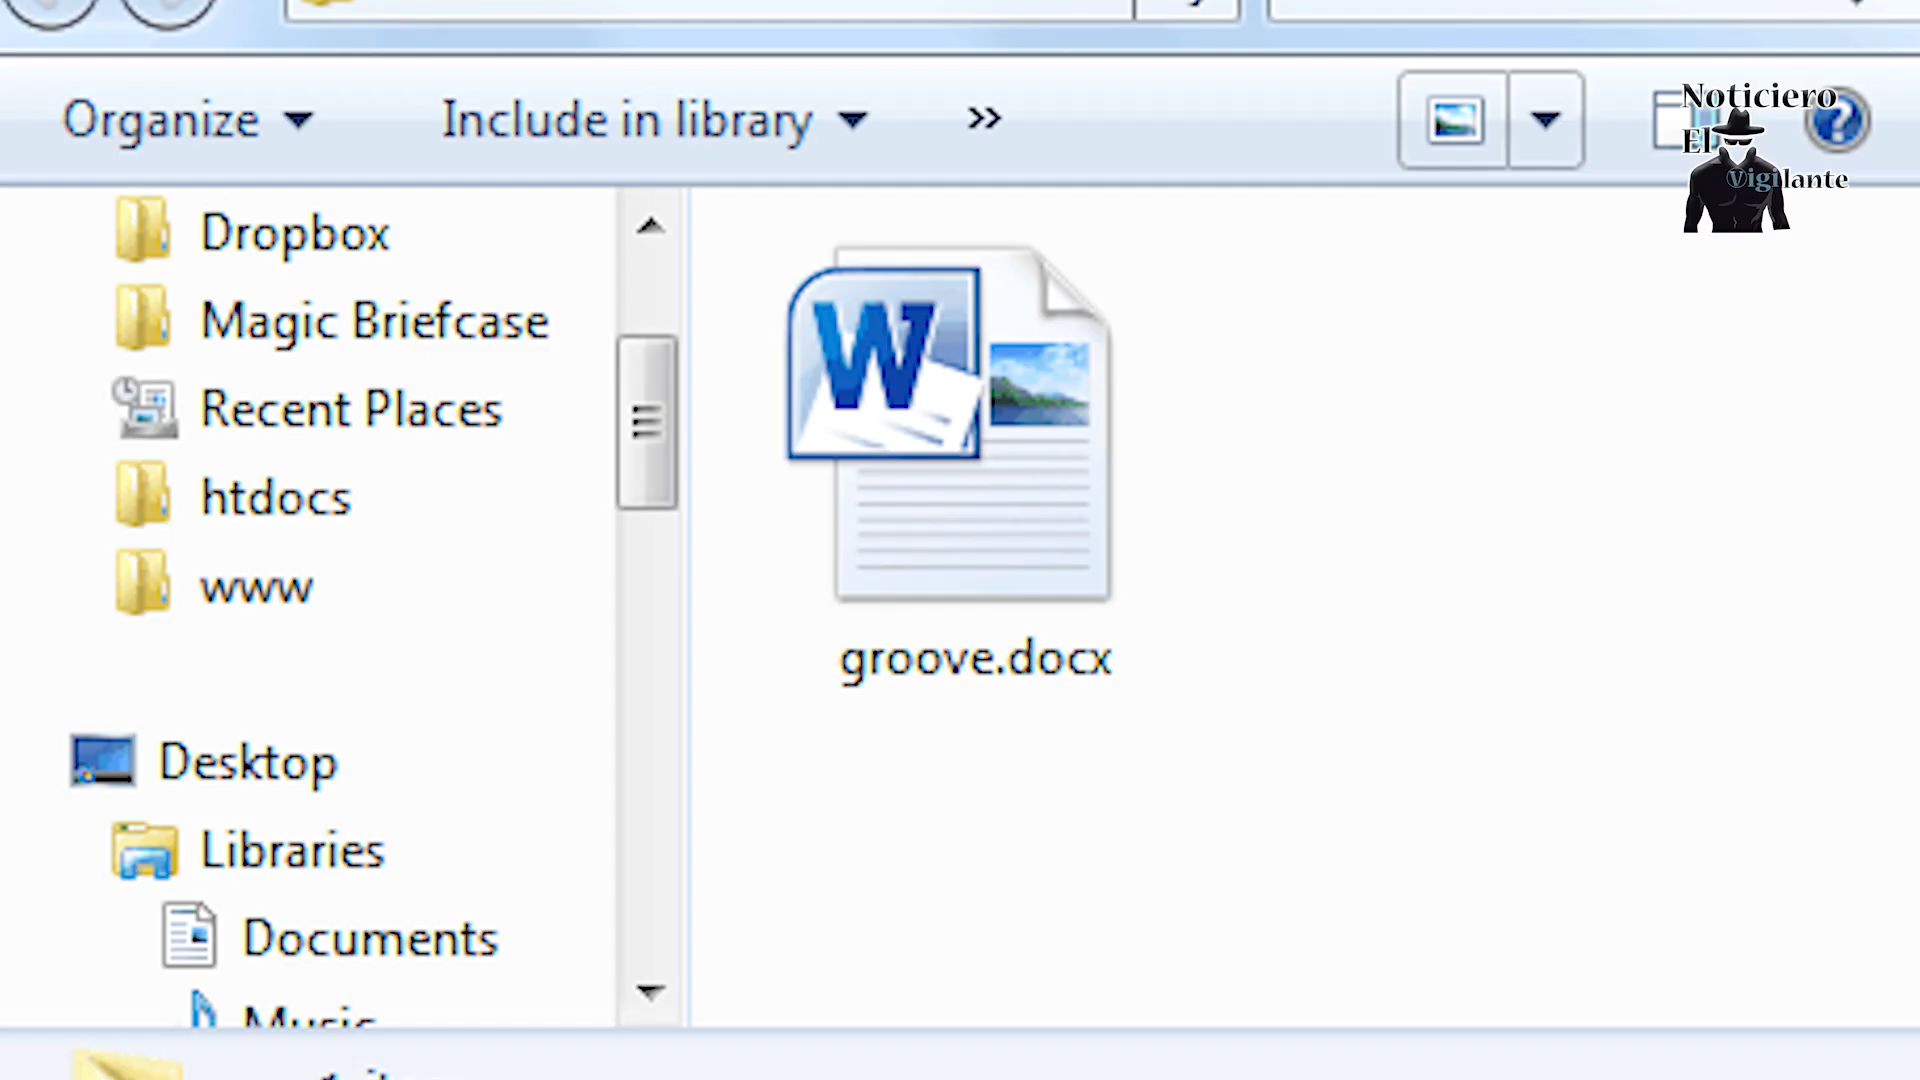 Organize
Include in library
»
Noticiero
El
Vigilante
Dropbox
Magic Briefcase
Recent Places
htdocs
www
Desktop
Libraries
Documents
Music
W
groove.docx